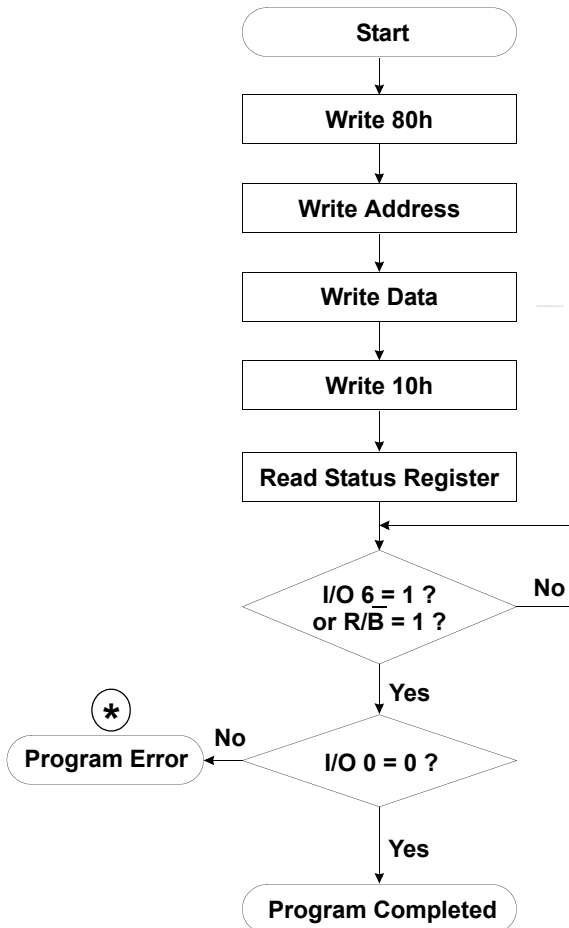 Start
Write 80h
Write Address
Write Data
Write 10h
Read Status Register
I/O 6 = 1 ?
or R/B̅ = 1 ?
No
Yes
*
Program Error
No
I/O 0 = 0 ?
Yes
Program Completed